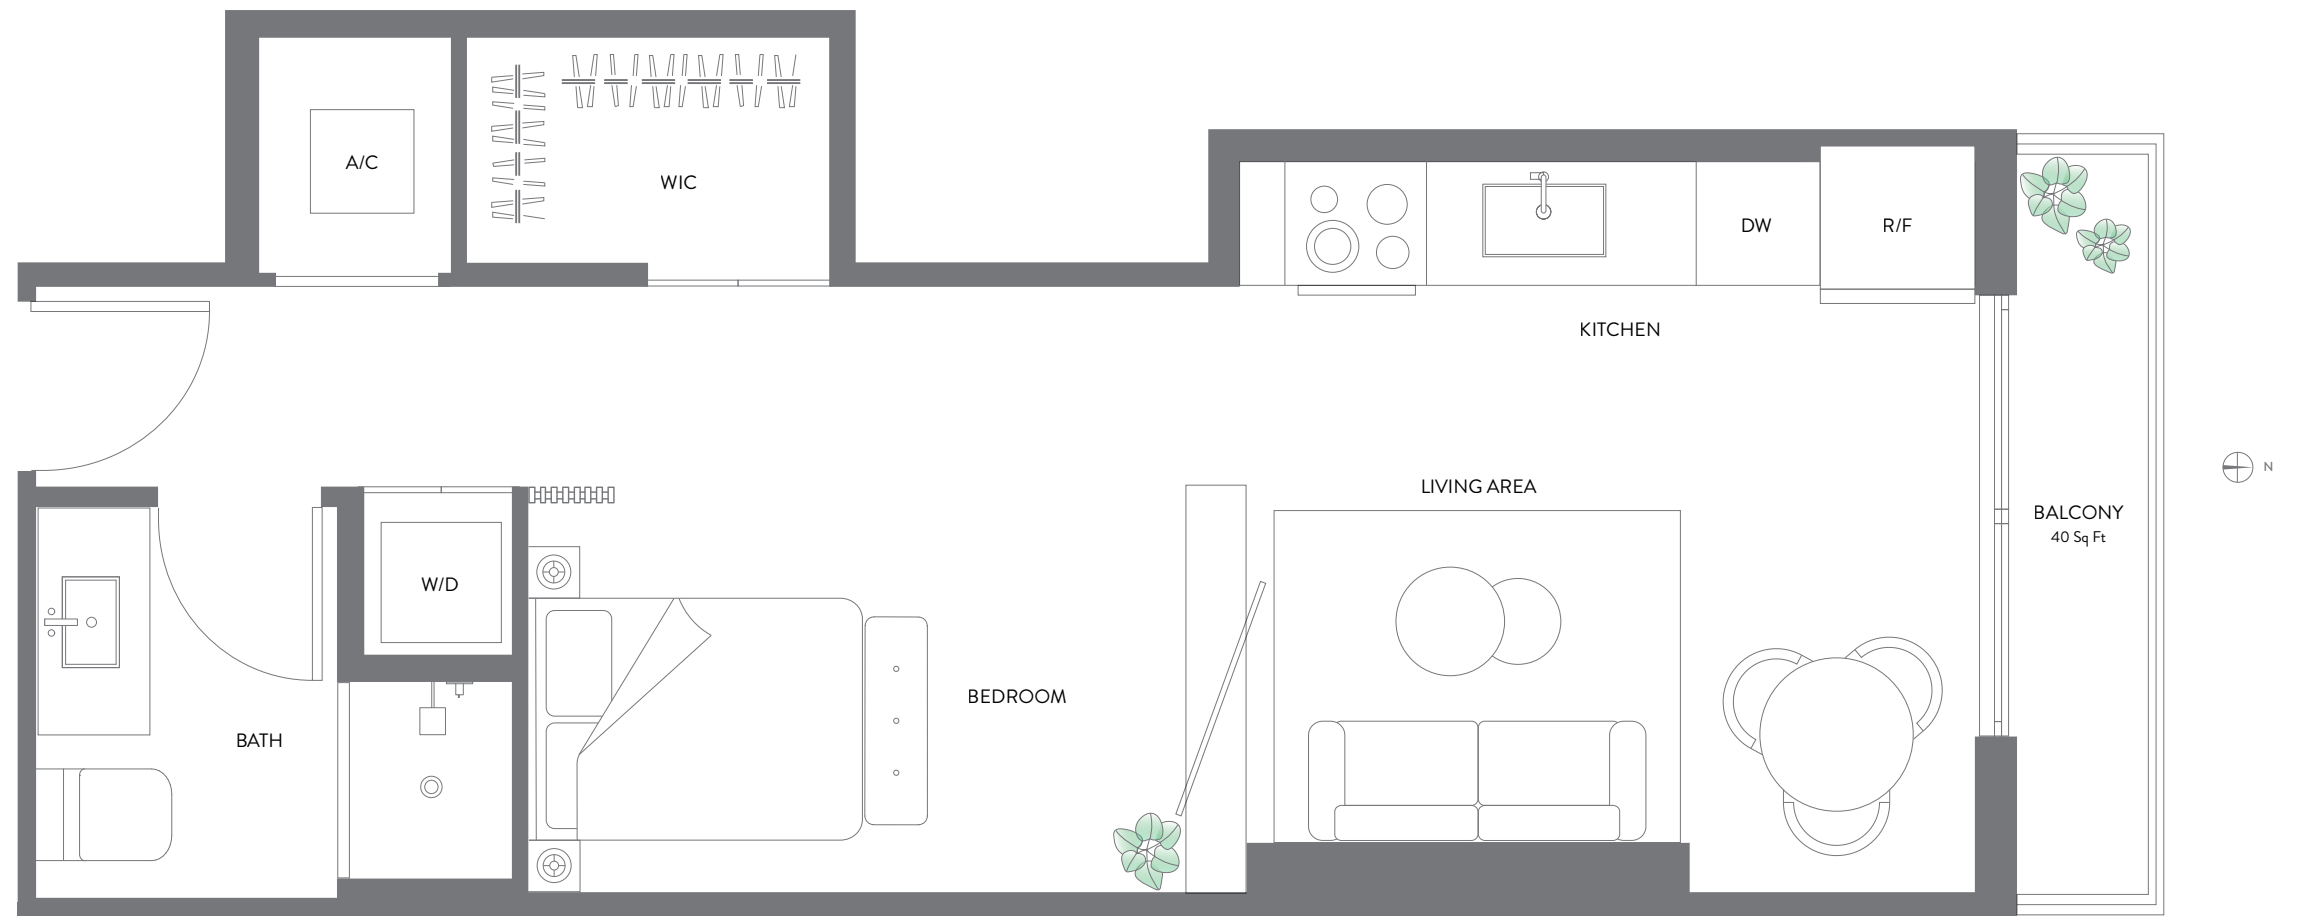 A/C
WIC
DW
R/F
KITCHEN
LIVING AREA
N
BALCONY
40 Sq Ft
W/D
BEDROOM
BATH